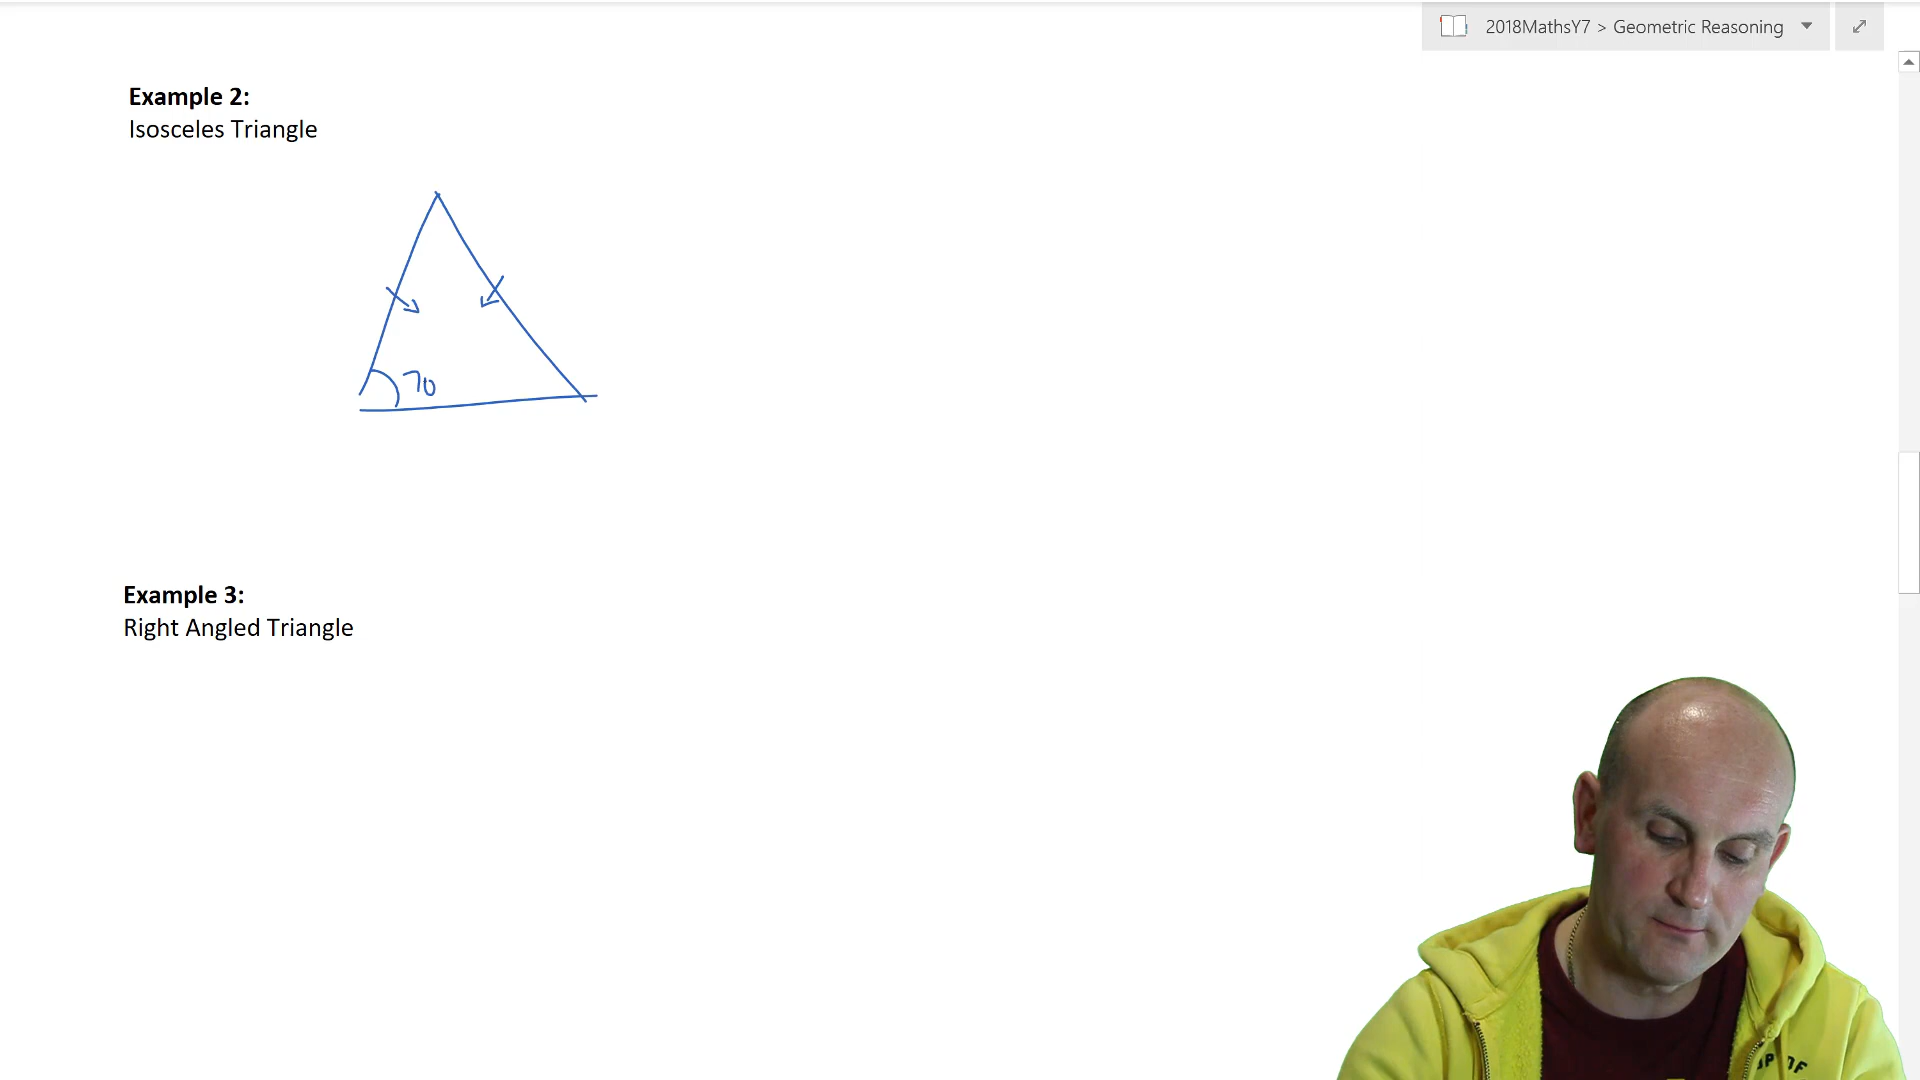 2018MathsY7 > Geometric Reasoning
Example 2:
Isosceles Triangle
70
Example 3:
Right Angled Triangle